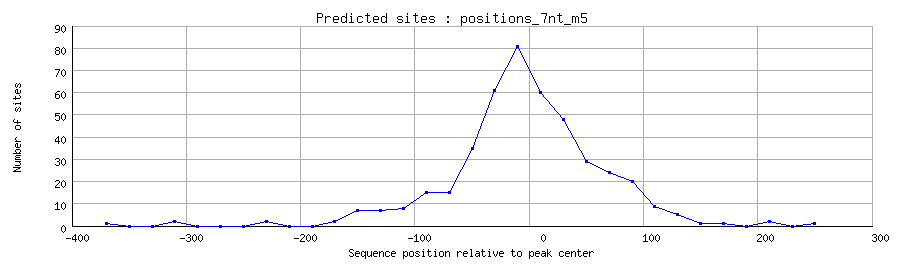 Predicted sites : positions_7nt_m5
90
80
70
60
50
40
30
20
10
0
Number of sites
-400 -300 -200 -100 0 100 200 300
Sequence position relative to peak center